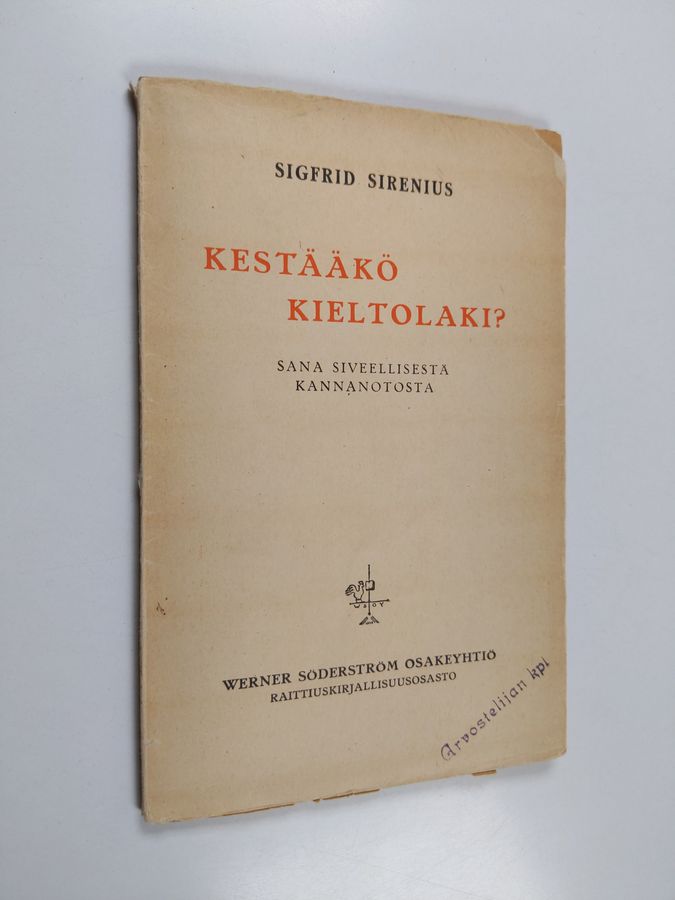 SIGFRID SIRENIUS
KESTÄÄKÖ
KIELTOLAKI?
SANA SIVEELLISESTÄ
KANNANOTOSTA
WSOY
WERNER SÖDERSTRÖM OSAKEYHTIÖ
RAITTIUSKIRJALLISUUSOSASTO
Arvostelijan kpl